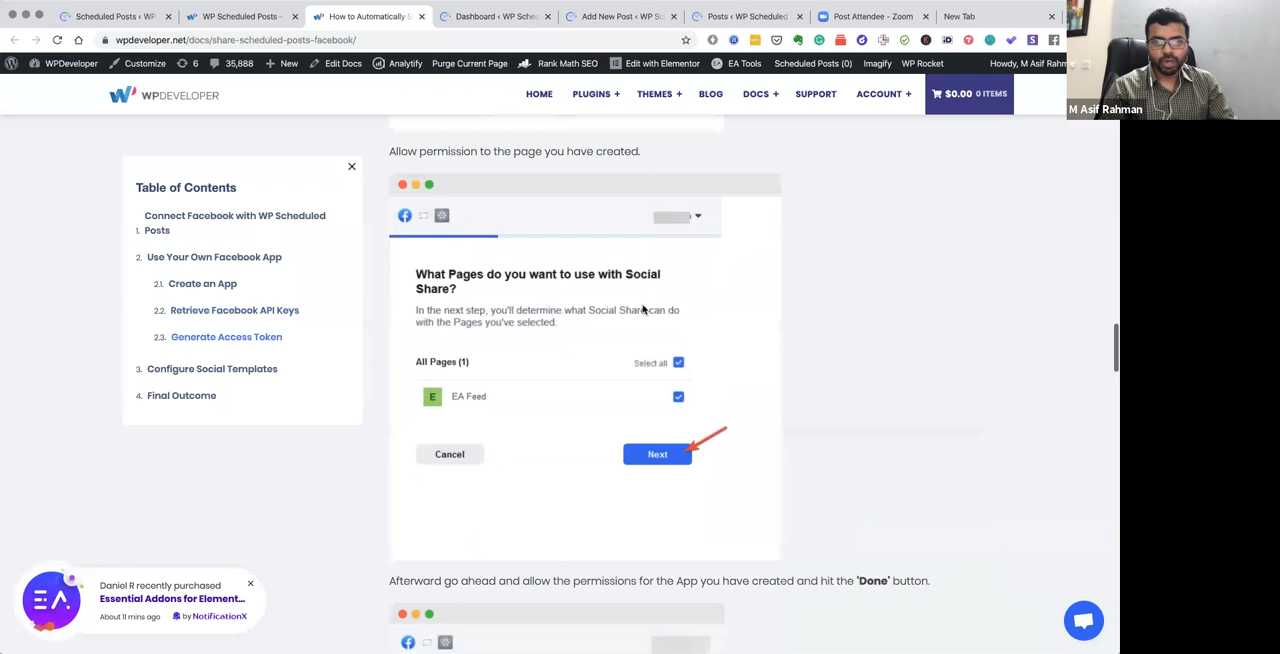 Scheduled Posts ‹ WP
WP Scheduled Posts –
How to Automatically S
Dashboard ‹ WP Sched
Add New Post ‹ WP Sc
Posts ‹ WP Scheduled
Post Attendee - Zoom
New Tab
wpdeveloper.net/docs/share-scheduled-posts-facebook/
WPDeveloper
Customize
6
35,888
New
Edit Docs
Analytify
Purge Current Page
Rank Math SEO
Edit with Elementor
EA Tools
Scheduled Posts (0)
Imagify
WP Rocket
Howdy, M Asif Rahm
M Asif Rahman
WPDEVELOPER
HOME
PLUGINS +
THEMES +
BLOG
DOCS +
SUPPORT
ACCOUNT +
$0.00 0 ITEMS
Table of Contents
Connect Facebook with WP Scheduled
1. Posts
2. Use Your Own Facebook App
2.1. Create an App
2.2. Retrieve Facebook API Keys
2.3. Generate Access Token
3. Configure Social Templates
4. Final Outcome
Allow permission to the page you have created.
What Pages do you want to use with Social
Share?
In the next step, you'll determine what Social Share can do
with the Pages you've selected.
All Pages (1)
Select all
E
EA Feed
Cancel
Next
Afterward go ahead and allow the permissions for the App you have created and hit the 'Done' button.
Daniel R recently purchased
Essential Addons for Element...
About 11 mins ago
by NotificationX